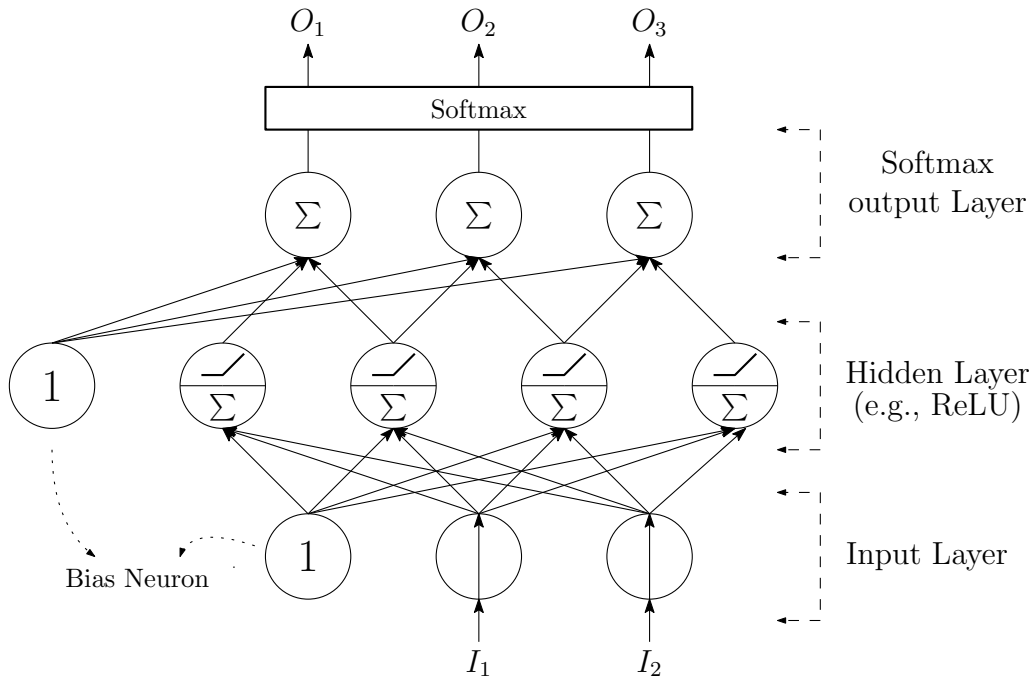 O₁ O₂ O₃
Softmax
Σ Σ Σ
Softmax
output Layer
1
Σ Σ Σ Σ
Hidden Layer
(e.g., ReLU)
1
Input Layer
Bias Neuron
I₁ I₂